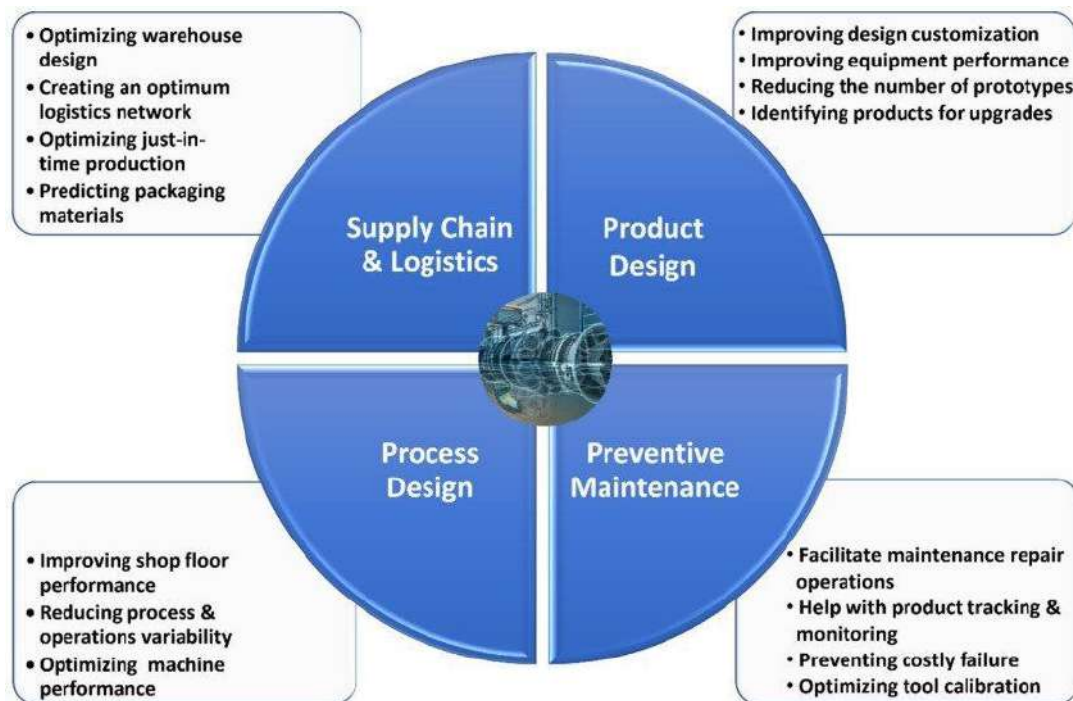 • Optimizing warehouse
design
• Creating an optimum
logistics network
• Optimizing just-in-
time production
• Predicting packaging
materials
• Improving design customization
• Improving equipment performance
• Reducing the number of prototypes
• Identifying products for upgrades
Supply Chain
& Logistics
Product
Design
Process
Design
Preventive
Maintenance
• Improving shop floor
performance
• Reducing process &
operations variability
• Optimizing machine
performance
• Facilitate maintenance repair
operations
• Help with product tracking &
monitoring
• Preventing costly failure
• Optimizing tool calibration